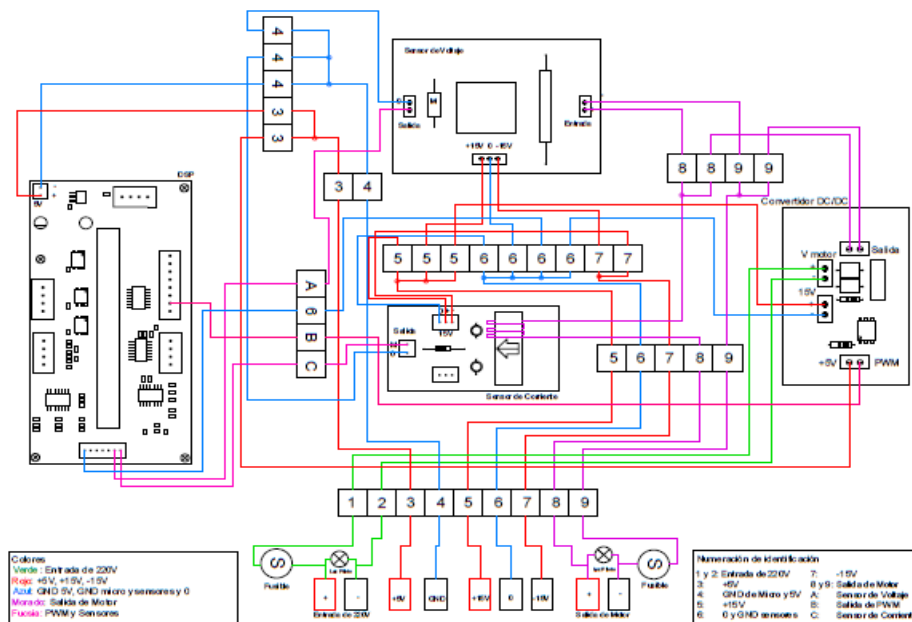 4
4
4
3
3
Sensor de Voltaje
M
Salida
Entrada
+15V 0 -15V
8 8 9 9
DSP
5V
- +
3 4
Convertidor DC/DC
Salida
V motor
15V
+5V
PWM
5 5 5 6 6 6 6 7 7
A
6
B
C
Salida
15V
Sensor de Corriente
5 6 7 8 9
1 2 3 4 5 6 7 8 9
S
Fusible
Luz Piloto
+ -
Entrada de 220V
+5V
GND
+15V
0
-15V
Luz Piloto
+ -
Salida de Motor
S
Fusible
Colores
Verde: Entrada de 220V
Rojo: +5V, +15V, -15V
Azul: GND 5V, GND micro y sensores y 0
Morado: Salida de Motor
Fucsia: PWM y Sensores
Numeración de identificación
1 y 2: Entrada de 220V
3: +5V
4: GND de Micro y 5V
5: +15V
6: 0 y GND sensores
7: -15V
8 y 9: Salida de Motor
A: Sensor de Voltaje
B: Salida de PWM
C: Sensor de Corriente